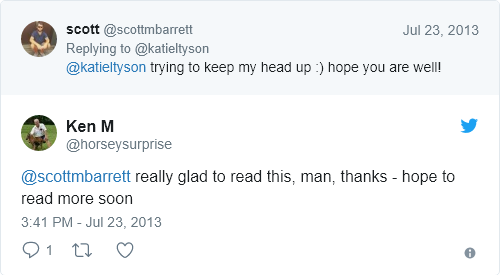 scott @scottmbarrett Jul 23, 2013
Replying to @katieltyson
@katieltyson trying to keep my head up :) hope you are well!
Ken M
@horseysurprise
@scottmbarrett really glad to read this, man, thanks - hope to
read more soon
3:41 PM - Jul 23, 2013
1